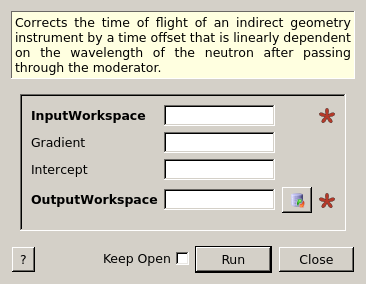 Corrects the time of flight of an indirect geometry
instrument by a time offset that is linearly dependent
on the wavelength of the neutron after passing
through the moderator.
InputWorkspace
Gradient
Intercept
OutputWorkspace
? Keep Open Run Close